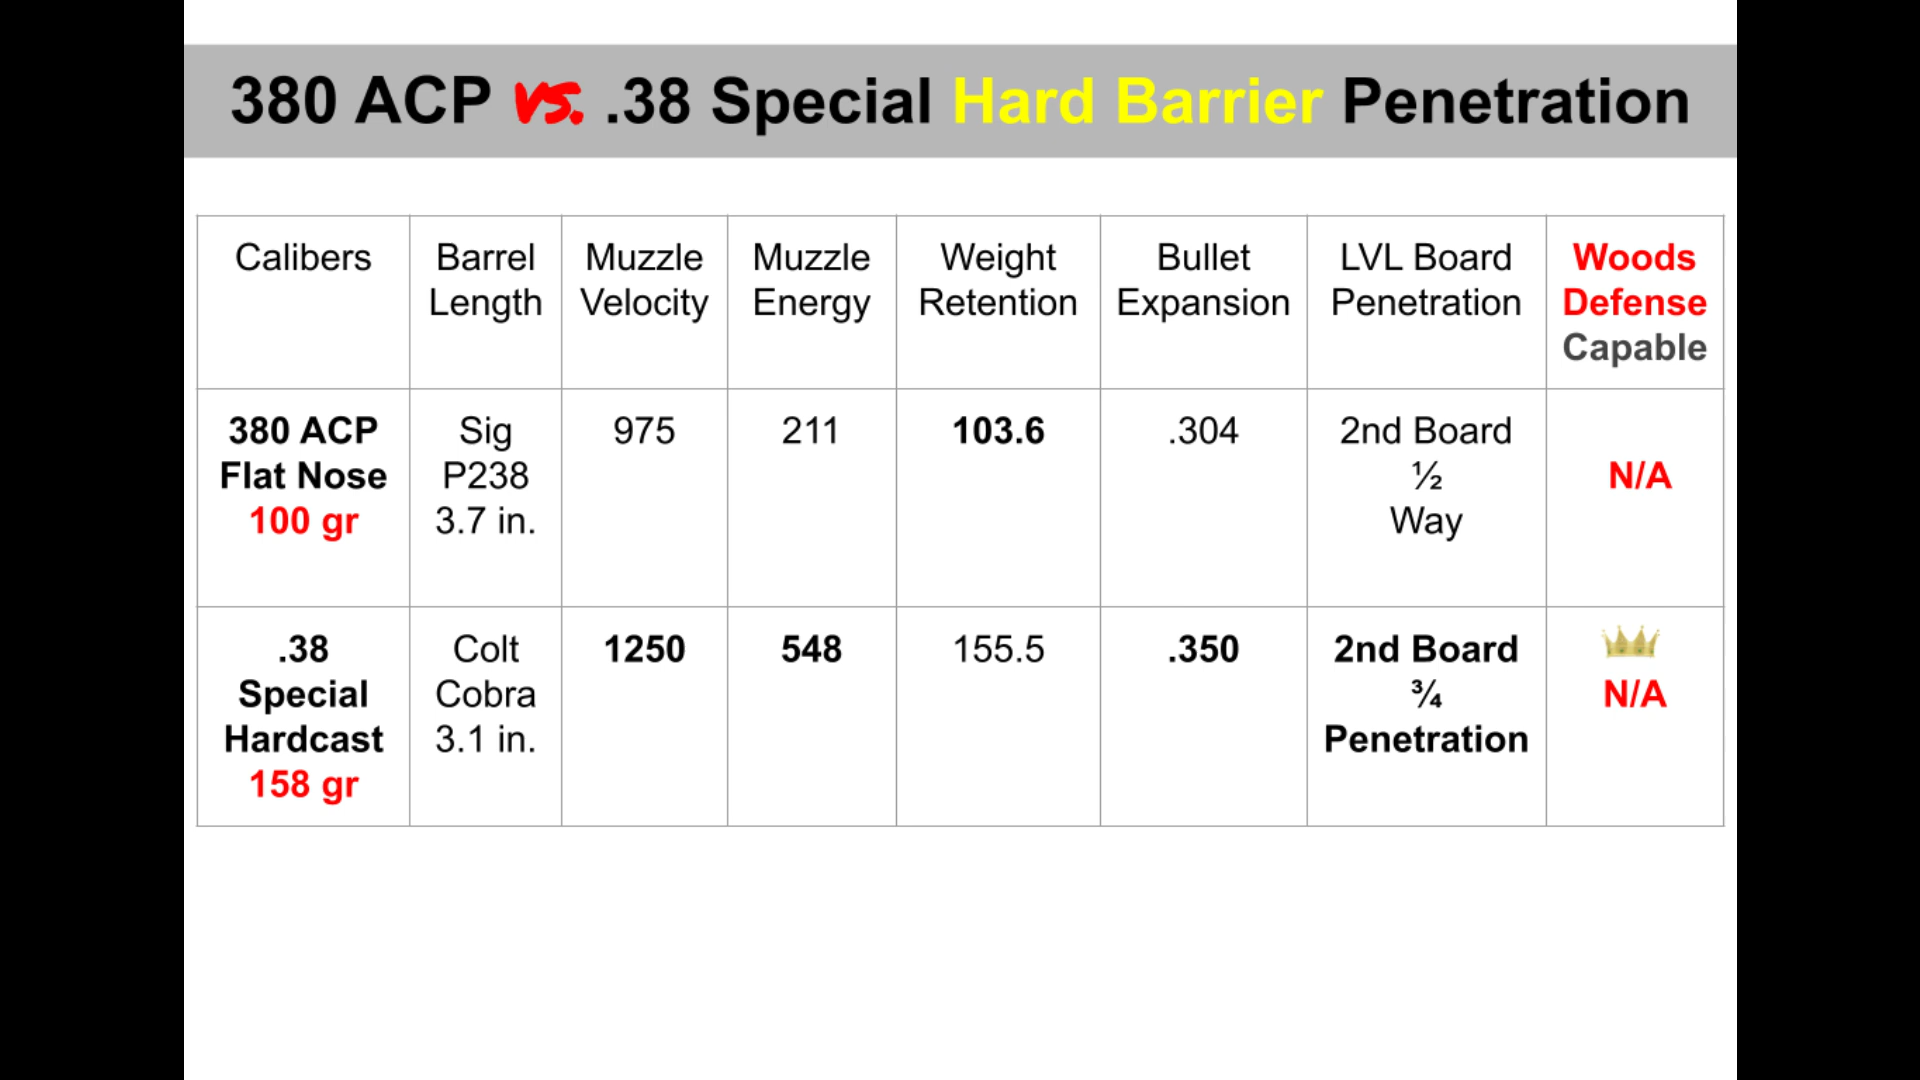 380 ACP vs. .38 Special Hard Barrier Penetration
Calibers
Barrel
Length
Muzzle
Velocity
Muzzle
Energy
Weight
Retention
Bullet
Expansion
LVL Board
Penetration
Woods
Defense
Capable
380 ACP
Flat Nose
100 gr
Sig
P238
3.7 in.
975
211
103.6
.304
2nd Board
½
Way
N/A
.38
Special
Hardcast
158 gr
Colt
Cobra
3.1 in.
1250
548
155.5
.350
2nd Board
¾
Penetration
N/A